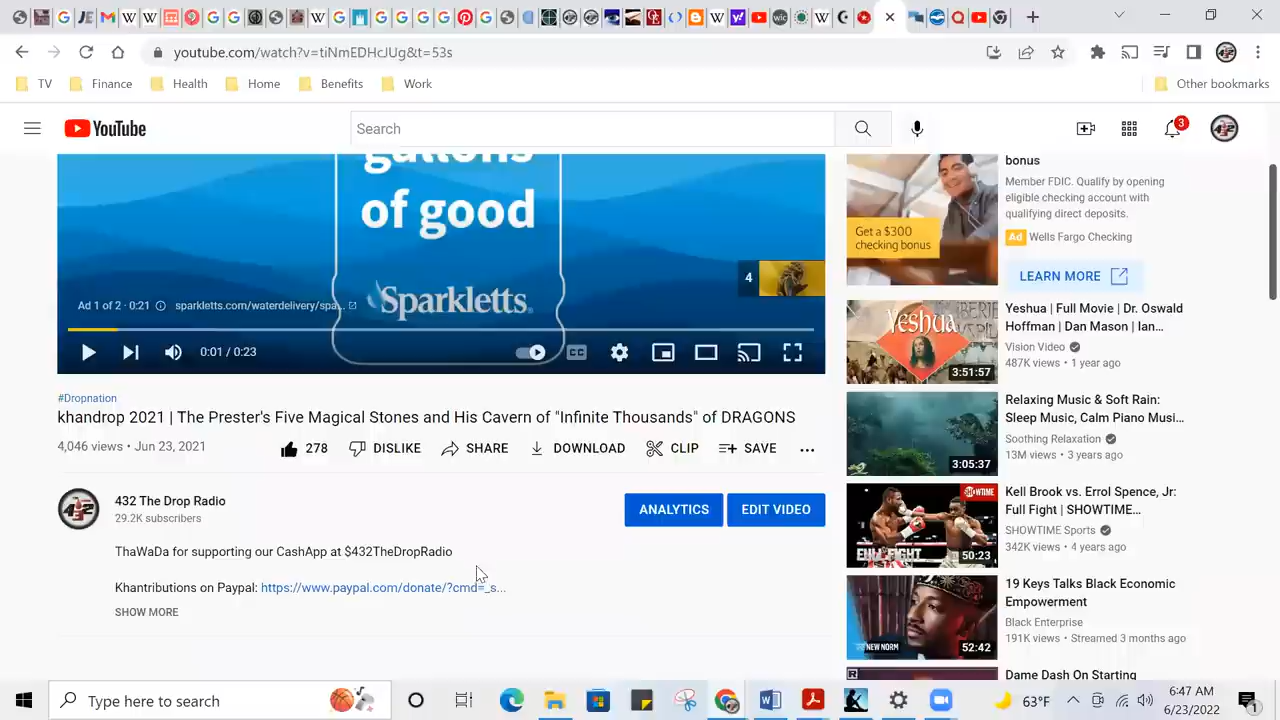 youtube.com/watch?v=tiNmEDHcJUg&t=53s
TV Finance Health Home Benefits Work Other bookmarks
YouTube
Search
3
gallons
of good
Sparkletts.
4
Ad 1 of 2 · 0:21 sparkletts.com/waterdelivery/spa...
0:01 / 0:23
#Dropnation
khandrop 2021 | The Prester's Five Magical Stones and His Cavern of "Infinite Thousands" of DRAGONS
4,046 views • Jun 23, 2021
278 DISLIKE SHARE DOWNLOAD CLIP SAVE ...
432 The Drop Radio
29.2K subscribers
ANALYTICS EDIT VIDEO
ThaWaDa for supporting our CashApp at $432TheDropRadio
Khantributions on Paypal: https://www.paypal.com/donate/?cmd=_s...
SHOW MORE
Get a $300
checking bonus
bonus
Member FDIC. Qualify by opening
eligible checking account with
qualifying direct deposits.
Ad Wells Fargo Checking
LEARN MORE
Yeshua
3:51:57
Yeshua | Full Movie | Dr. Oswald
Hoffman | Dan Mason | Ian...
Vision Video
487K views • 1 year ago
3:05:37
Relaxing Music & Soft Rain:
Sleep Music, Calm Piano Musi...
Soothing Relaxation
13M views • 3 years ago
SHOWTIME
FULL FIGHT
50:23
Kell Brook vs. Errol Spence, Jr:
Full Fight | SHOWTIME...
SHOWTIME Sports
342K views • 4 years ago
NEW NORM
52:42
19 Keys Talks Black Economic
Empowerment
Black Enterprise
191K views • Streamed 3 months ago
Dame Dash On Starting
Type here to search
63°F
6:47 AM
6/23/2022
1